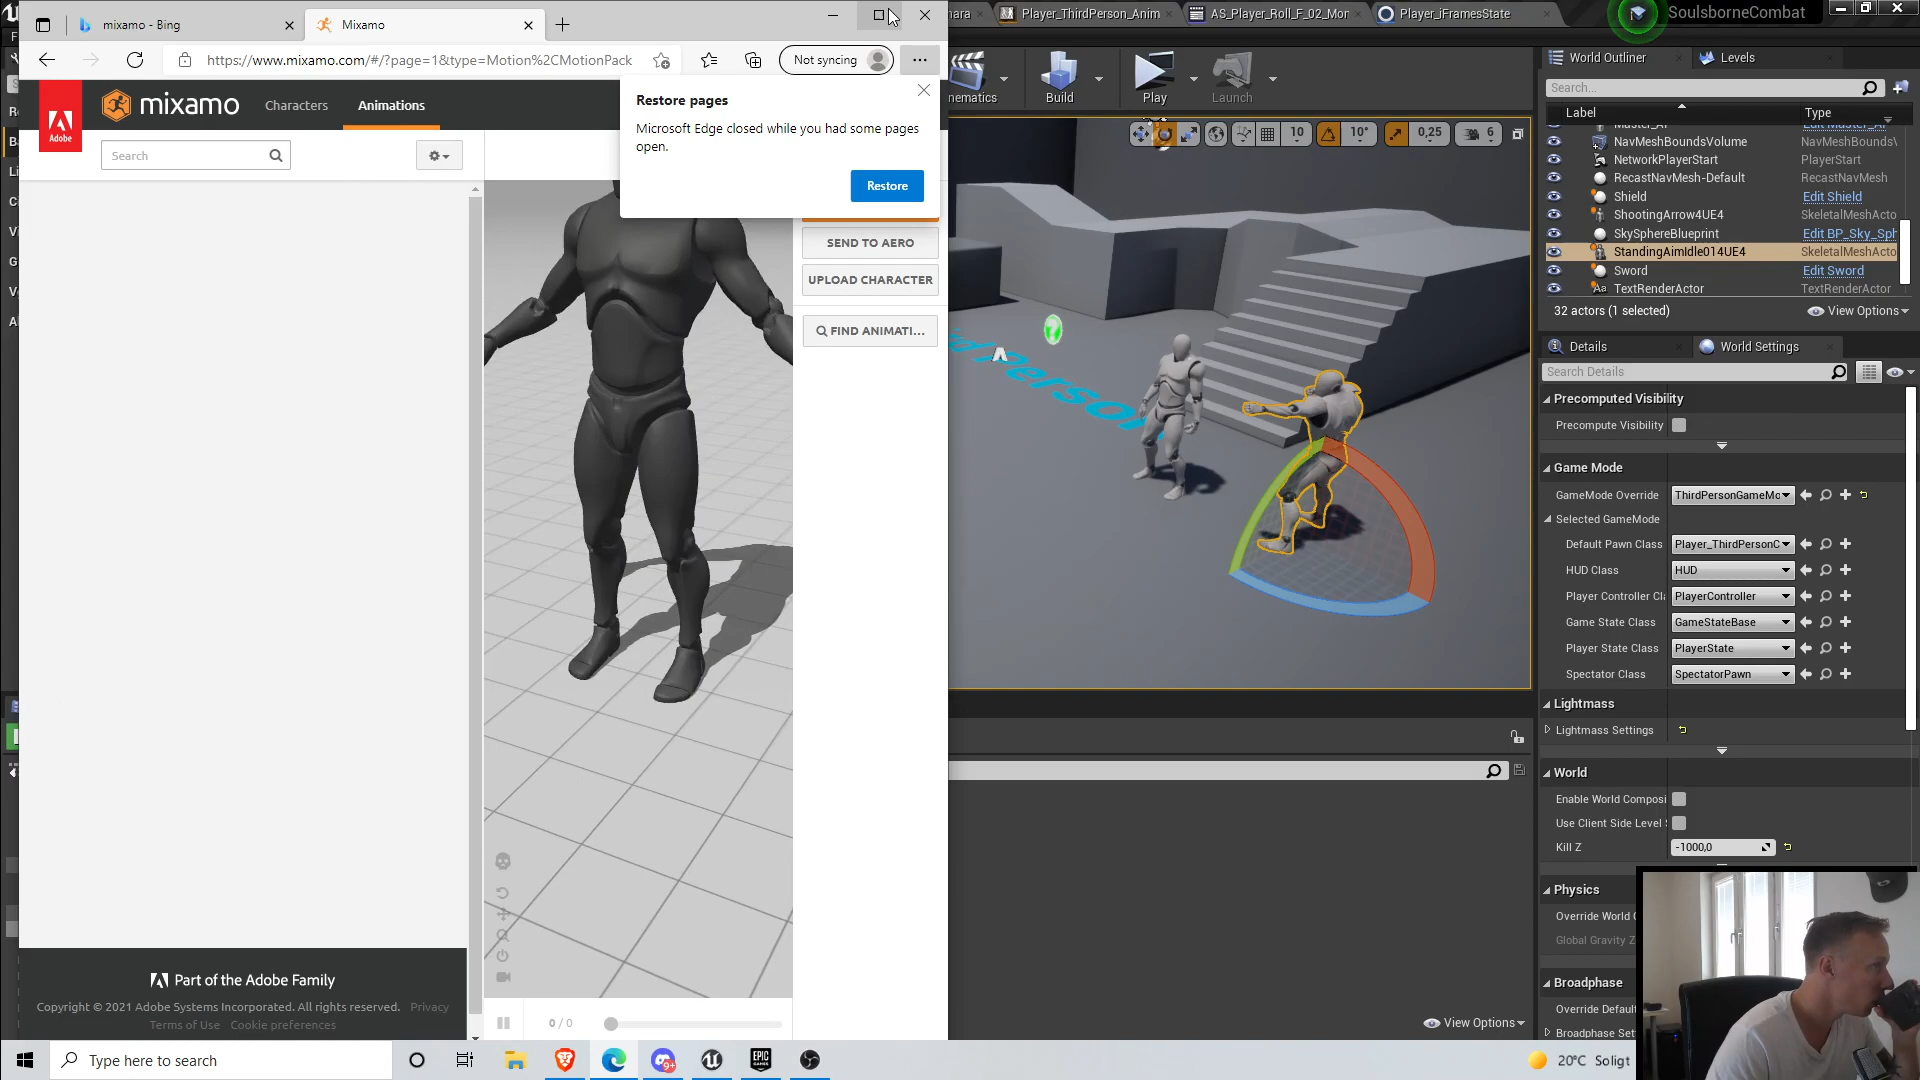 mixamo - Bing
Mixamo
https://www.mixamo.com/#/?page=1&type=Motion%2CMotionPack
Not syncing
Adobe
mixamo
Characters
Animations
Search
Restore pages
Microsoft Edge closed while you had some pages
open.
Restore
SEND TO AERO
UPLOAD CHARACTER
FIND ANIMATI...
0 / 0
Part of the Adobe Family
Copyright © 2021 Adobe Systems Incorporated. All rights reserved. Privacy
Terms of Use Cookie preferences
Player_ThirdPerson_Anim
AS_Player_Roll_F_02_Mon
Player_iFramesState
SoulsborneCombat
nematics
Build
Play
Launch
10
10°
0,25
6
World Outliner
Levels
Search...
Label
Type
NavMeshBoundsVolume NavMeshBoundsV
NetworkPlayerStart PlayerStart
RecastNavMesh-Default RecastNavMesh
Shield Edit Shield
ShootingArrow4UE4 SkeletalMeshActo
SkySphereBlueprint Edit BP_Sky_Sph
StandingAimIdle014UE4 SkeletalMeshActo
Sword Edit Sword
TextRenderActor TextRenderActor
32 actors (1 selected)
View Options
Details
World Settings
Search Details
Precomputed Visibility
Precompute Visibility
Game Mode
GameMode Override ThirdPersonGameMo
Selected GameMode
Default Pawn Class Player_ThirdPersonC
HUD Class HUD
Player Controller Cla PlayerController
Game State Class GameStateBase
Player State Class PlayerState
Spectator Class SpectatorPawn
Lightmass
Lightmass Settings
World
Enable World Composi
Use Client Side Level S
Kill Z -1000,0
Physics
Override World G
Global Gravity Z
Broadphase
Override Default
Broadphase Set
View Options
Type here to search
9+
EPIC
GAMES
20°C Soligt